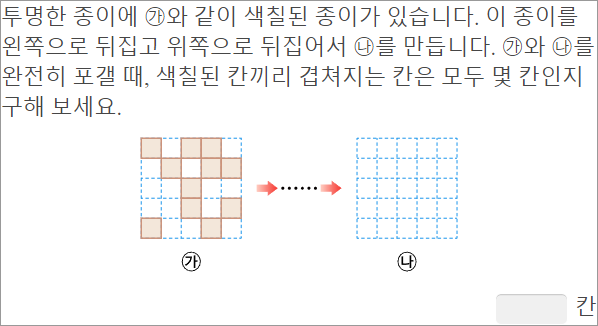 투명한 종이에 ㉮와 같이 색칠된 종이가 있습니다. 이 종이를
왼쪽으로 뒤집고 위쪽으로 뒤집어서 ㉯를 만듭니다. ㉮와 ㉯를
완전히 포갤 때, 색칠된 칸끼리 겹쳐지는 칸은 모두 몇 칸인지
구해 보세요.
㉮ ㉯
칸